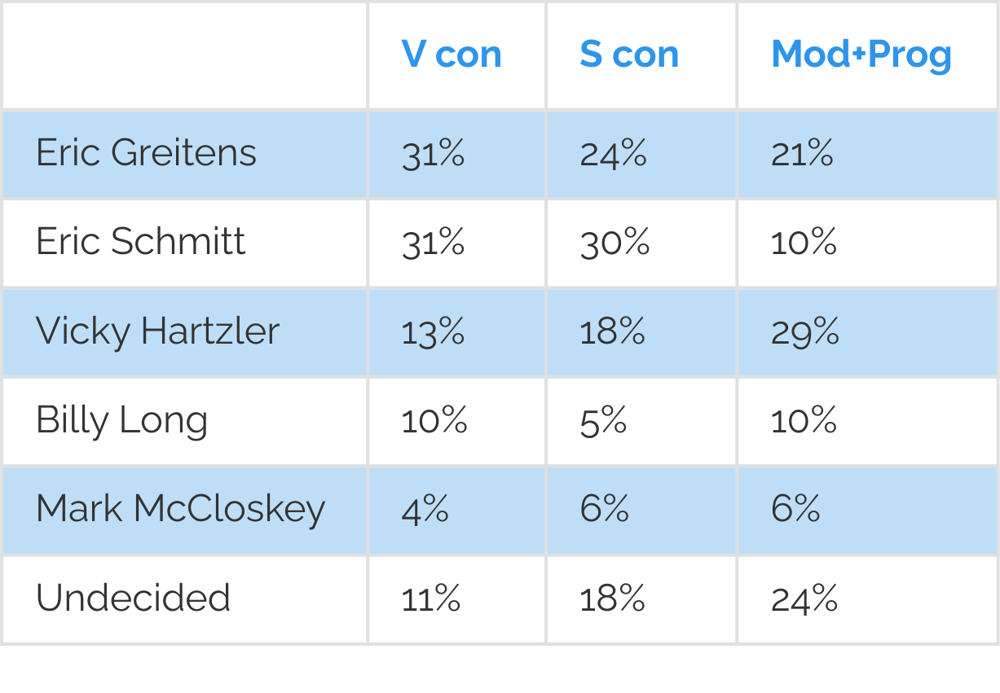 V con S con Mod+Prog
Eric Greitens 31% 24% 21%
Eric Schmitt 31% 30% 10%
Vicky Hartzler 13% 18% 29%
Billy Long 10% 5% 10%
Mark McCloskey 4% 6% 6%
Undecided 11% 18% 24%